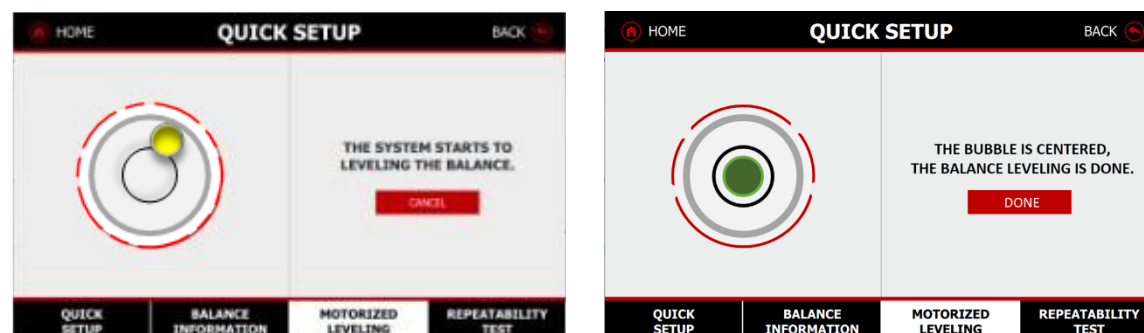 HOME QUICK SETUP BACK
THE SYSTEM STARTS TO
LEVELING THE BALANCE.
CANCEL
QUICK SETUP BALANCE INFORMATION MOTORIZED LEVELING REPEATABILITY TEST
HOME QUICK SETUP BACK
THE BUBBLE IS CENTERED,
THE BALANCE LEVELING IS DONE.
DONE
QUICK SETUP BALANCE INFORMATION MOTORIZED LEVELING REPEATABILITY TEST